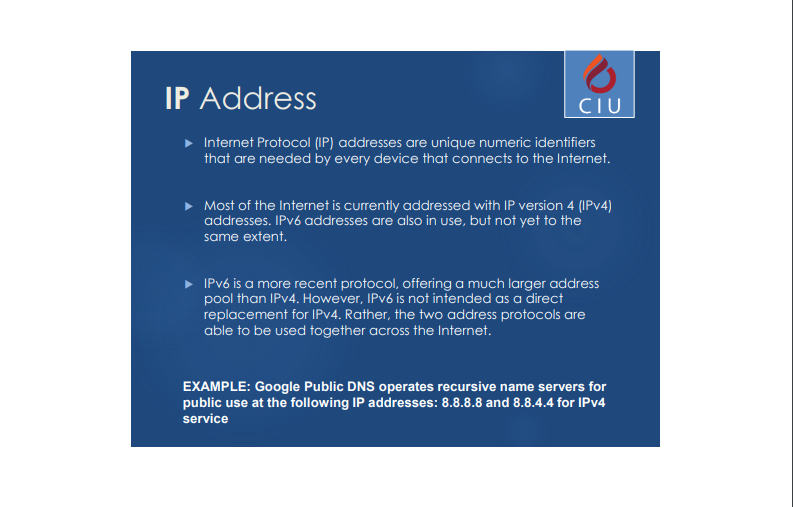 IP Address
CIU
Internet Protocol (IP) addresses are unique numeric identifiers
that are needed by every device that connects to the Internet.
Most of the Internet is currently addressed with IP version 4 (IPv4)
addresses. IPv6 addresses are also in use, but not yet to the
same extent.
IPv6 is a more recent protocol, offering a much larger address
pool than IPv4. However, IPv6 is not intended as a direct
replacement for IPv4. Rather, the two address protocols are
able to be used together across the Internet.
EXAMPLE: Google Public DNS operates recursive name servers for
public use at the following IP addresses: 8.8.8.8 and 8.8.4.4 for IPv4
service